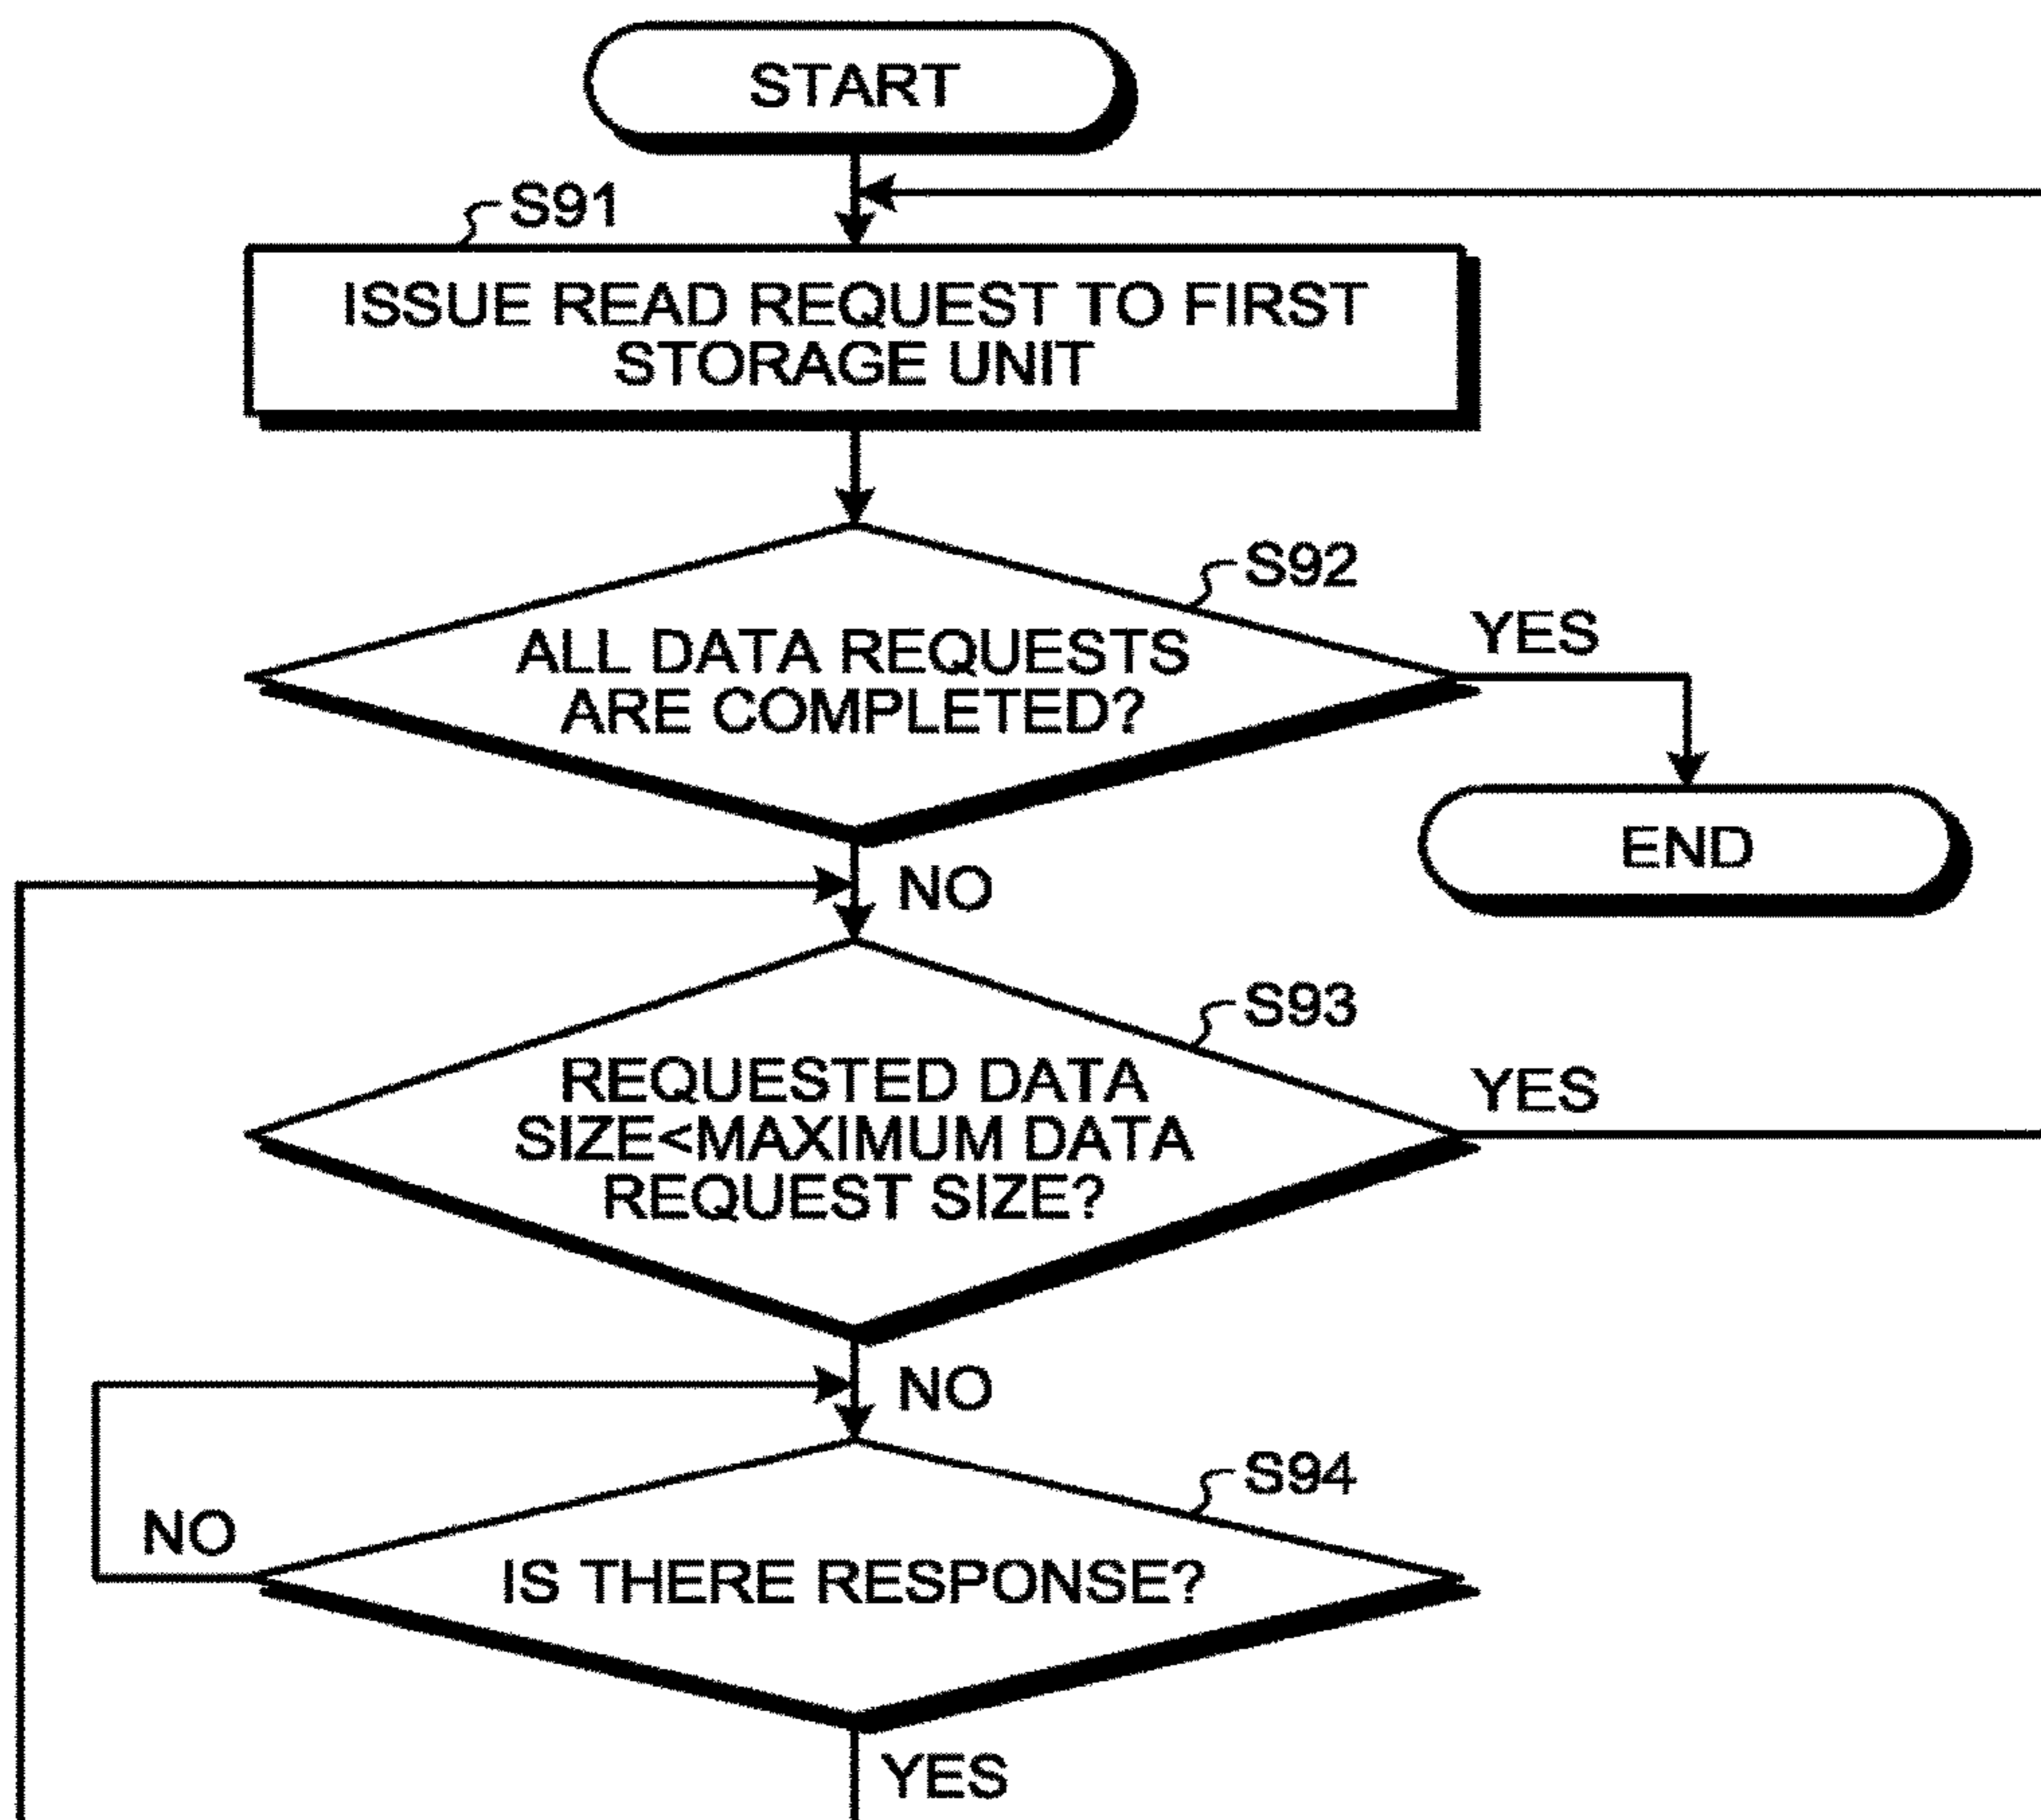 START
S91
ISSUE READ REQUEST TO FIRST
STORAGE UNIT
S92
ALL DATA REQUESTS
ARE COMPLETED?
YES
END
NO
S93
REQUESTED DATA
SIZE<MAXIMUM DATA
REQUEST SIZE?
YES
NO
S94
NO
IS THERE RESPONSE?
YES